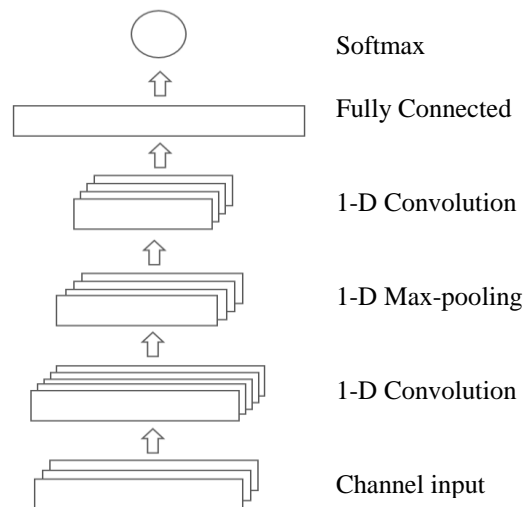 Softmax
Fully Connected
1-D Convolution
1-D Max-pooling
1-D Convolution
Channel input